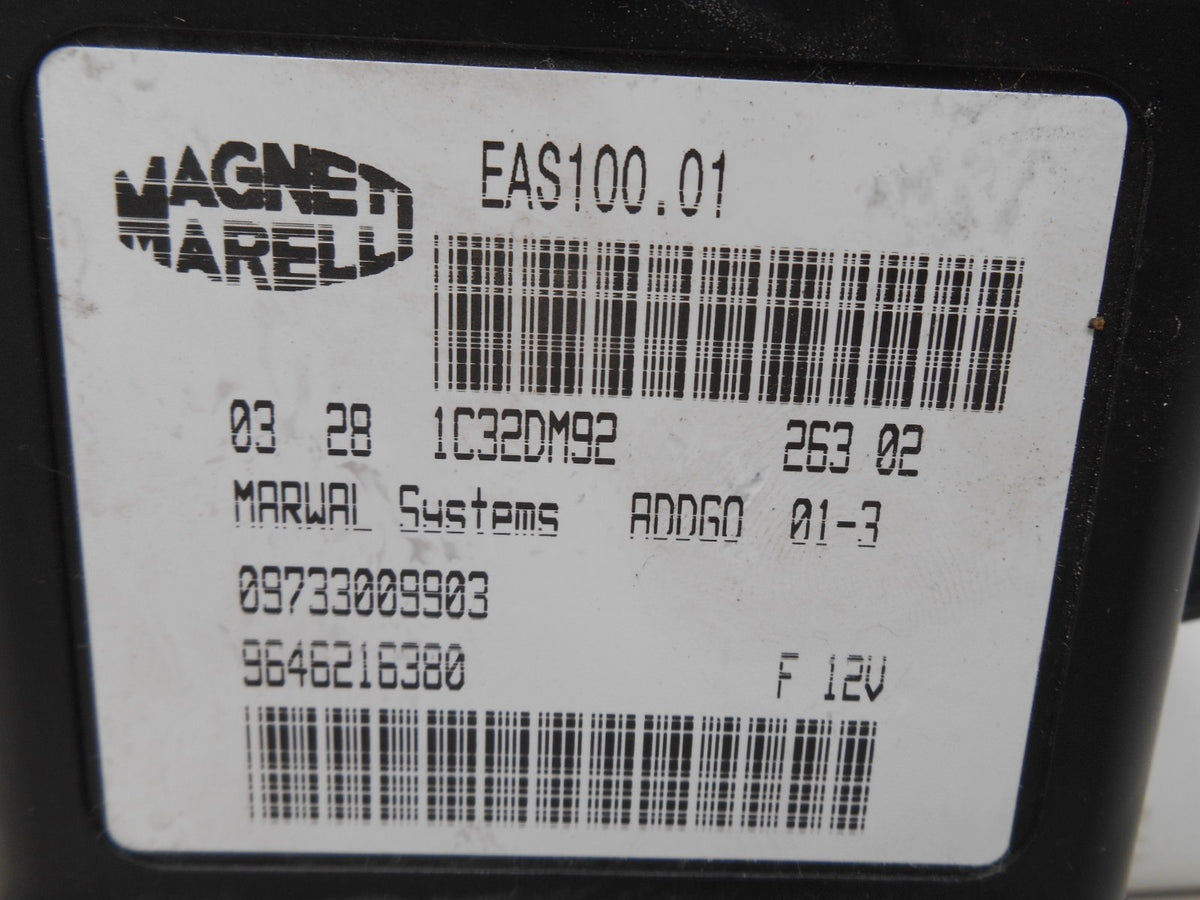 MAGNETI
MARELLI
EAS100.01
03 28 1C32DM92 263 02
MARWAL Systems ADDGO 01-3
09733009903
9646216380 F 12V